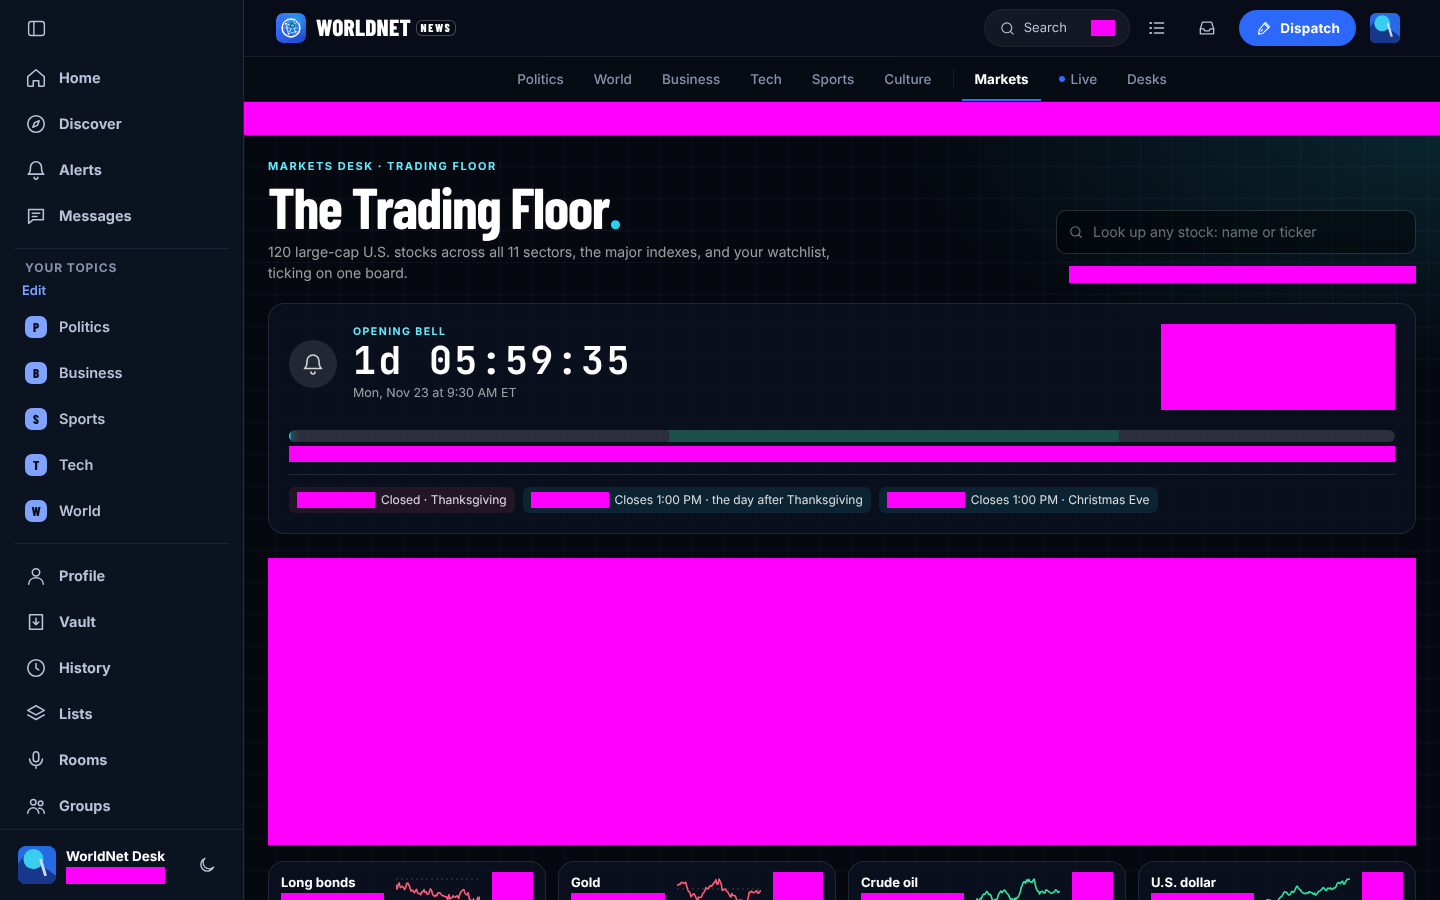 WORLDNET NEWS
Search
Dispatch
Politics World Business Tech Sports Culture Markets Live Desks
Home
Discover
Alerts
Messages
YOUR TOPICS
Edit
P Politics
B Business
S Sports
T Tech
W World
Profile
Vault
History
Lists
Rooms
Groups
WorldNet Desk
MARKETS DESK · TRADING FLOOR
The Trading Floor.
120 large-cap U.S. stocks across all 11 sectors, the major indexes, and your watchlist,
ticking on one board.
Look up any stock: name or ticker
OPENING BELL
1d 05:59:35
Mon, Nov 23 at 9:30 AM ET
Closed · Thanksgiving
Closes 1:00 PM · the day after Thanksgiving
Closes 1:00 PM · Christmas Eve
Long bonds
Gold
Crude oil
U.S. dollar